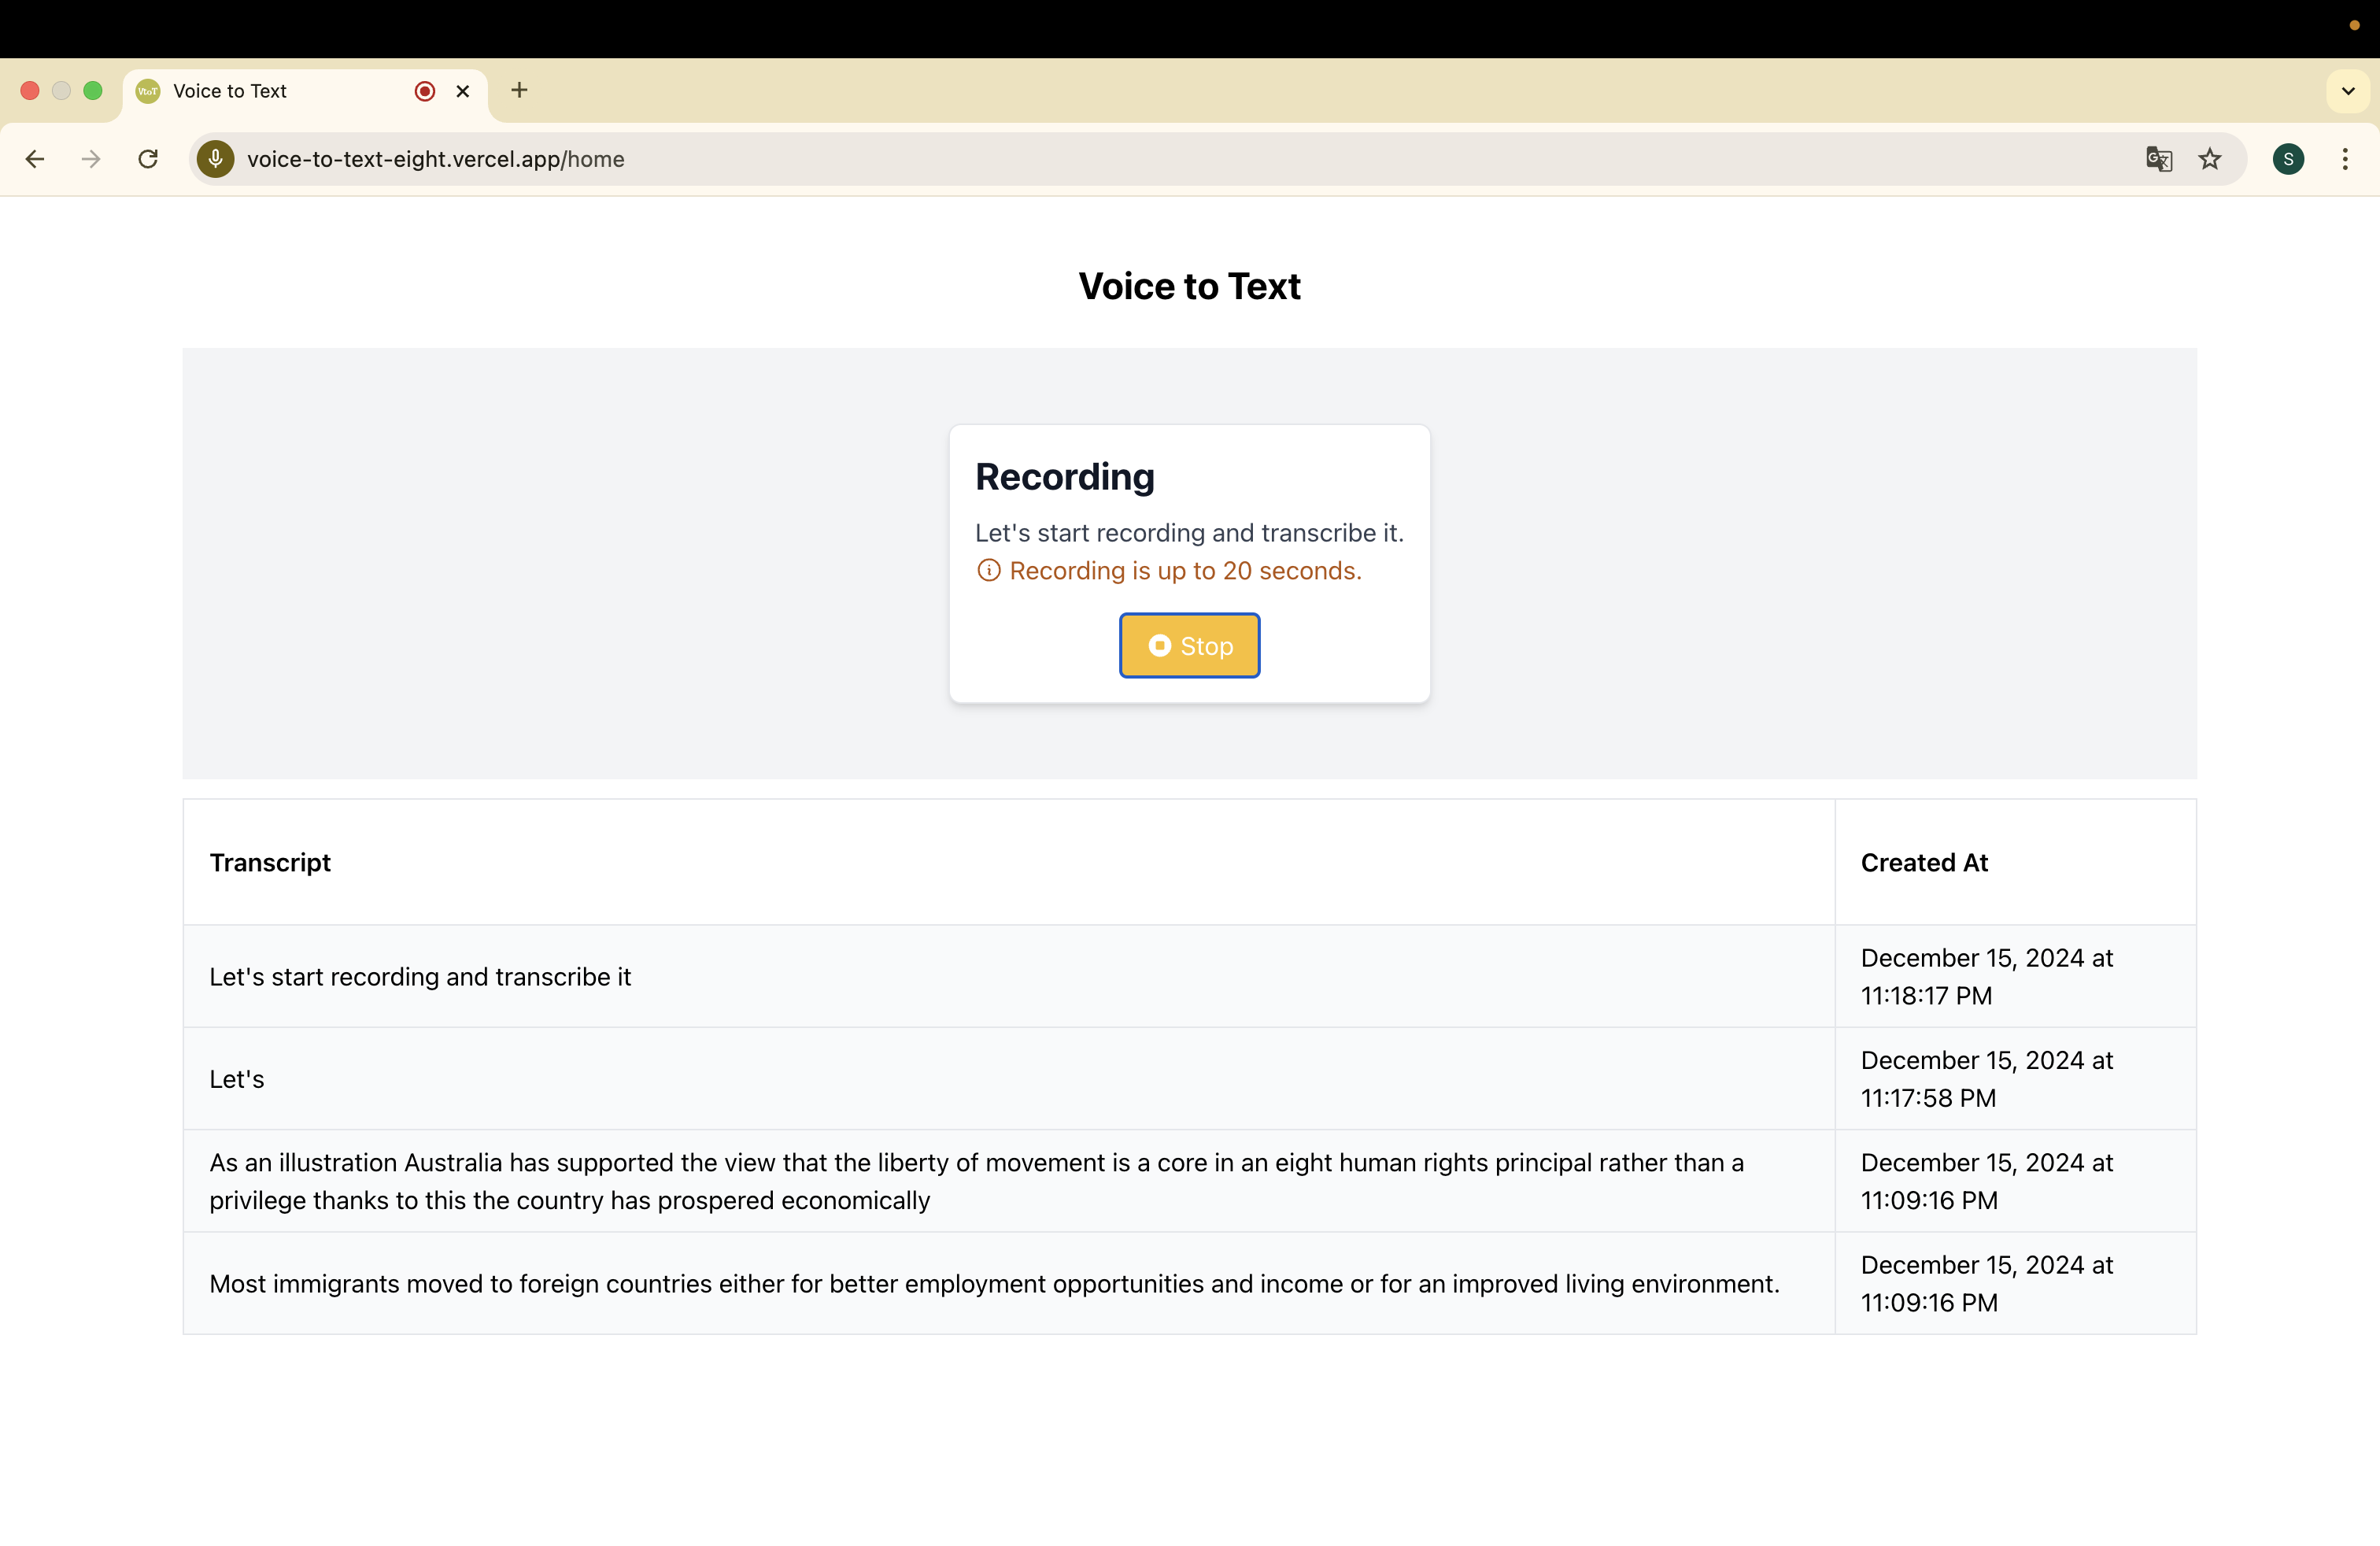 VtoT Voice to Text
voice-to-text-eight.vercel.app/home
S
Voice to Text
Recording
Let's start recording and transcribe it.
Recording is up to 20 seconds.
Stop
Transcript Created At
Let's start recording and transcribe it December 15, 2024 at
11:18:17 PM
Let's December 15, 2024 at
11:17:58 PM
As an illustration Australia has supported the view that the liberty of movement is a core in an eight human rights principal rather than a December 15, 2024 at
privilege thanks to this the country has prospered economically 11:09:16 PM
Most immigrants moved to foreign countries either for better employment opportunities and income or for an improved living environment. December 15, 2024 at
11:09:16 PM